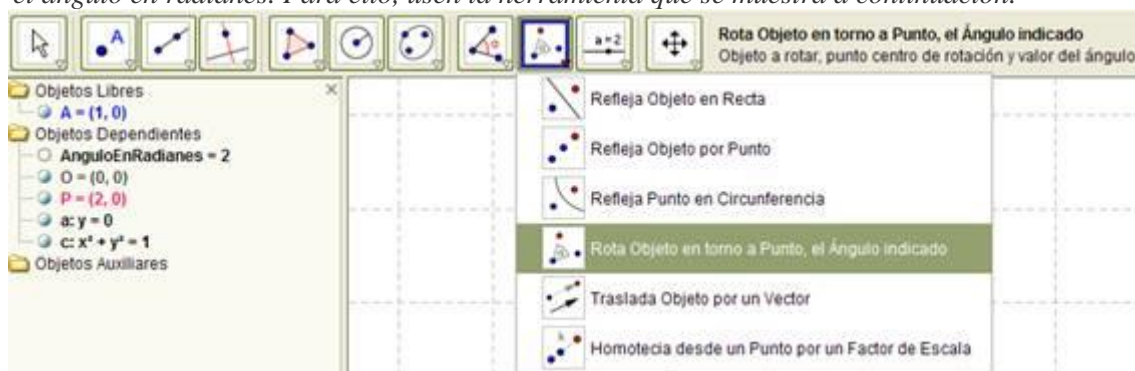 el ángulo en radianes. Para ello, usen la herramienta que se muestra a continuación.
A
a=2
Rota Objeto en torno a Punto, el Ángulo indicado
Objeto a rotar, punto centro de rotación y valor del ángulo
Objetos Libres
A = (1, 0)
Objetos Dependientes
AnguloEnRadianes = 2
O = (0, 0)
P = (2, 0)
a: y = 0
c: x² + y² = 1
Objetos Auxiliares
Refleja Objeto en Recta
Refleja Objeto por Punto
Refleja Punto en Circunferencia
Rota Objeto en torno a Punto, el Ángulo indicado
Traslada Objeto por un Vector
Homotecia desde un Punto por un Factor de Escala